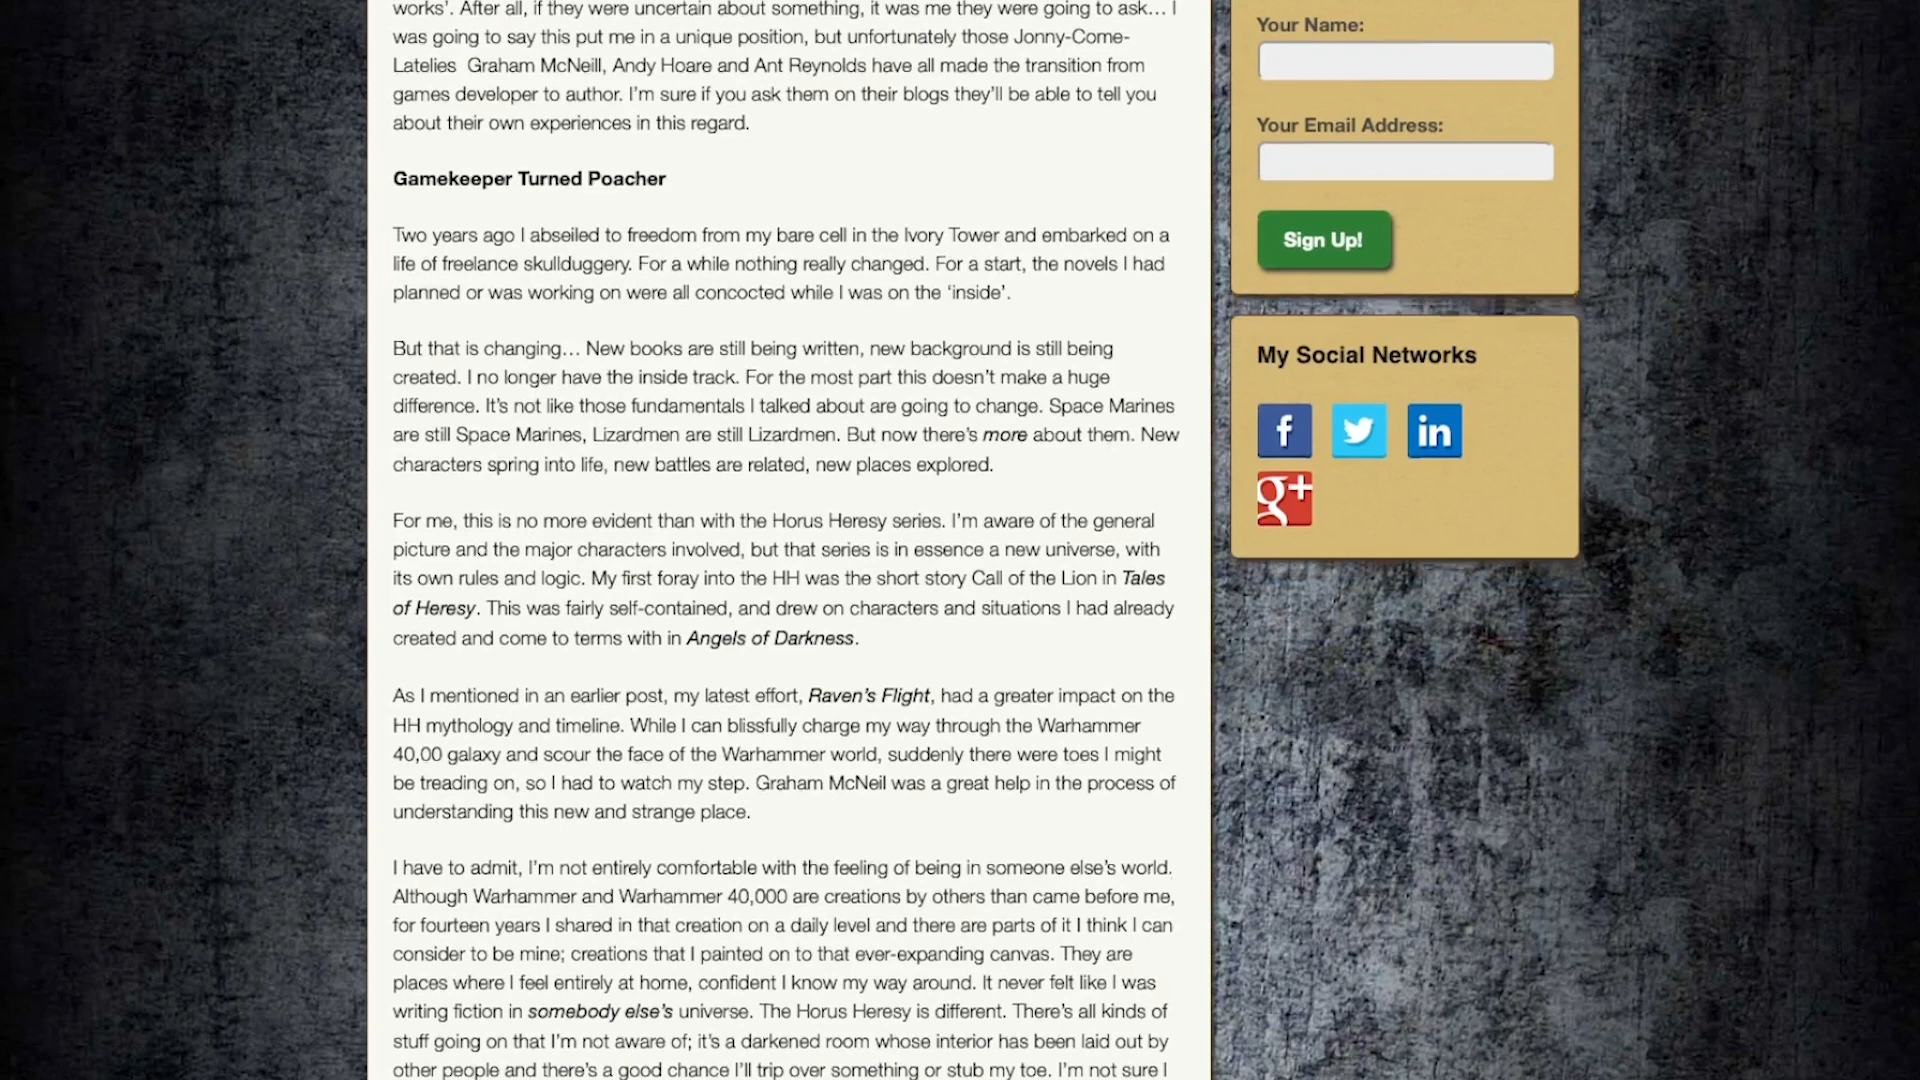 works’. After all, if they were uncertain about something, it was me they were going to ask… I
was going to say this put me in a unique position, but unfortunately those Jonny-Come-
Latelies Graham McNeill, Andy Hoare and Ant Reynolds have all made the transition from
games developer to author. I’m sure if you ask them on their blogs they’ll be able to tell you
about their own experiences in this regard.
Gamekeeper Turned Poacher
Two years ago I abseiled to freedom from my bare cell in the Ivory Tower and embarked on a
life of freelance skullduggery. For a while nothing really changed. For a start, the novels I had
planned or was working on were all concocted while I was on the ‘inside’.
But that is changing… New books are still being written, new background is still being
created. I no longer have the inside track. For the most part this doesn’t make a huge
difference. It’s not like those fundamentals I talked about are going to change. Space Marines
are still Space Marines, Lizardmen are still Lizardmen. But now there’s more about them. New
characters spring into life, new battles are related, new places explored.
For me, this is no more evident than with the Horus Heresy series. I’m aware of the general
picture and the major characters involved, but that series is in essence a new universe, with
its own rules and logic. My first foray into the HH was the short story Call of the Lion in Tales
of Heresy. This was fairly self-contained, and drew on characters and situations I had already
created and come to terms with in Angels of Darkness.
As I mentioned in an earlier post, my latest effort, Raven’s Flight, had a greater impact on the
HH mythology and timeline. While I can blissfully charge my way through the Warhammer
40,00 galaxy and scour the face of the Warhammer world, suddenly there were toes I might
be treading on, so I had to watch my step. Graham McNeil was a great help in the process of
understanding this new and strange place.
I have to admit, I’m not entirely comfortable with the feeling of being in someone else’s world.
Although Warhammer and Warhammer 40,000 are creations by others than came before me,
for fourteen years I shared in that creation on a daily level and there are parts of it I think I can
consider to be mine; creations that I painted on to that ever-expanding canvas. They are
places where I feel entirely at home, confident I know my way around. It never felt like I was
writing fiction in somebody else’s universe. The Horus Heresy is different. There’s all kinds of
stuff going on that I’m not aware of; it’s a darkened room whose interior has been laid out by
other people and there’s a good chance I’ll trip over something or stub my toe. I’m not sure I
Your Name:
Your Email Address:
Sign Up!
My Social Networks
f
in
g+